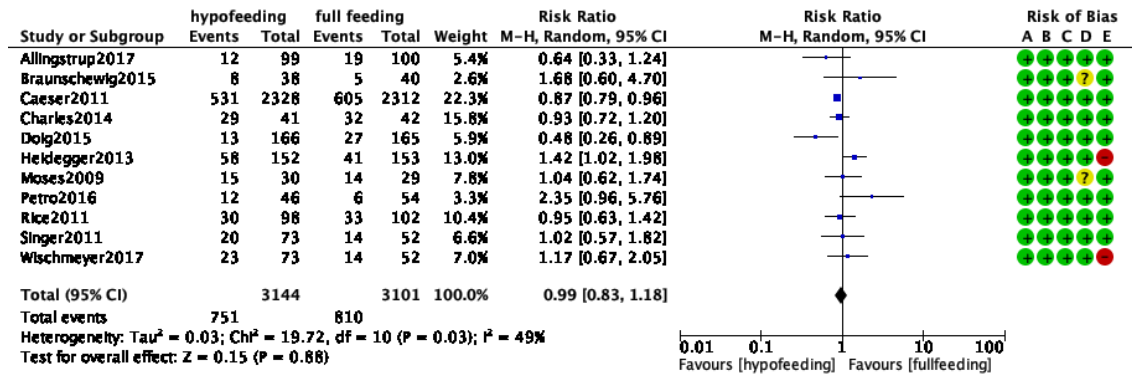 hypofeeding full feeding Risk Ratio Risk Ratio Risk of Bias
Study or Subgroup Events Total Events Total Weight M-H, Random, 95% CI M-H, Random, 95% CI A B C D E
Allingstrup2017 12 99 19 100 5.4% 0.64 [0.33, 1.24] + + + + +
Braunschewig2015 8 38 5 40 2.6% 1.68 [0.60, 4.70] + + + ? +
Caeser2011 531 2328 605 2312 22.3% 0.87 [0.79, 0.96] + + + + +
Charles2014 29 41 32 42 15.8% 0.93 [0.72, 1.20] + + + + +
Doig2015 13 166 27 165 5.9% 0.48 [0.26, 0.89] + + + + +
Heidegger2013 58 152 41 153 13.0% 1.42 [1.02, 1.98] + + + + -
Moses2009 15 30 14 29 7.8% 1.04 [0.62, 1.74] + + + ? +
Petro2016 12 46 6 54 3.4% 2.35 [0.96, 5.76] + + + + +
Rice2011 30 98 33 102 10.4% 0.95 [0.63, 1.42] + + + + +
Singer2011 20 73 14 52 6.6% 1.02 [0.57, 1.82] + + + + +
Wischmeyer2017 23 73 14 52 7.0% 1.17 [0.67, 2.05] + + + + -
Total (95% CI) 3144 3101 100.0% 0.99 [0.83, 1.18]
Total events 751 810
Heterogeneity: Tau² = 0.03; Chi² = 19.72, df = 10 (P = 0.03); I² = 49%
Test for overall effect: Z = 0.15 (P = 0.88)
0.01 0.1 1 10 100
Favours [hypofeeding] Favours [fullfeeding]